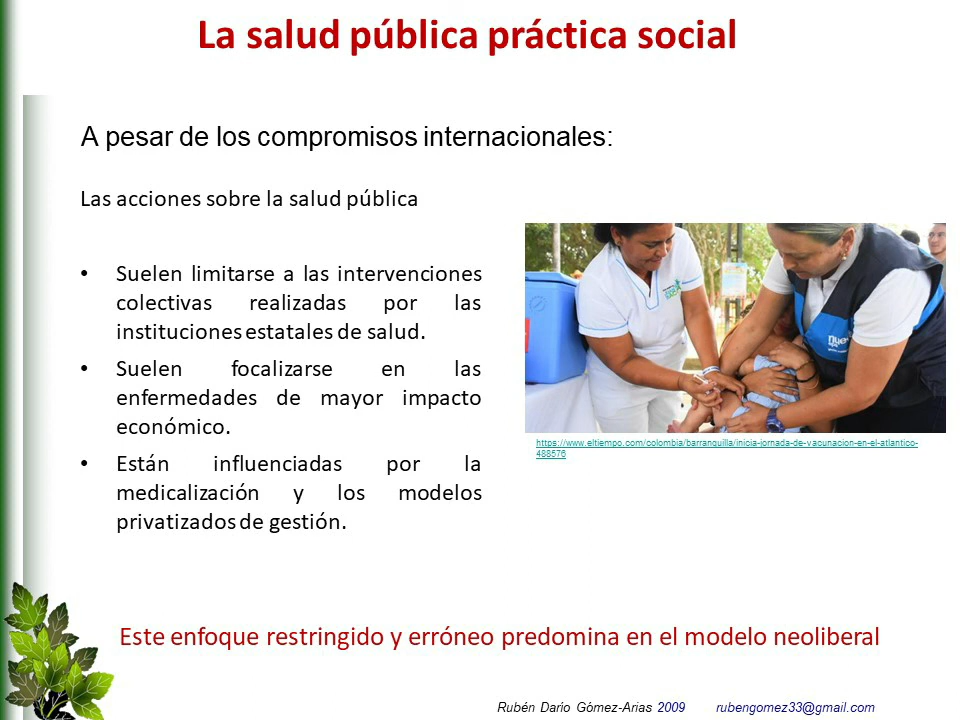 La salud pública práctica social
A pesar de los compromisos internacionales:
Las acciones sobre la salud pública
• Suelen limitarse a las intervenciones
colectivas realizadas por las
instituciones estatales de salud.
• Suelen focalizarse en las
enfermedades de mayor impacto
económico.
• Están influenciadas por la
medicalización y los modelos
privatizados de gestión.
https://www.eltiempo.com/colombia/barranquilla/inicia-jornada-de-vacunacion-en-el-atlantico-
488576
Este enfoque restringido y erróneo predomina en el modelo neoliberal
Rubén Darío Gómez-Arias 2009 rubengomez33@gmail.com